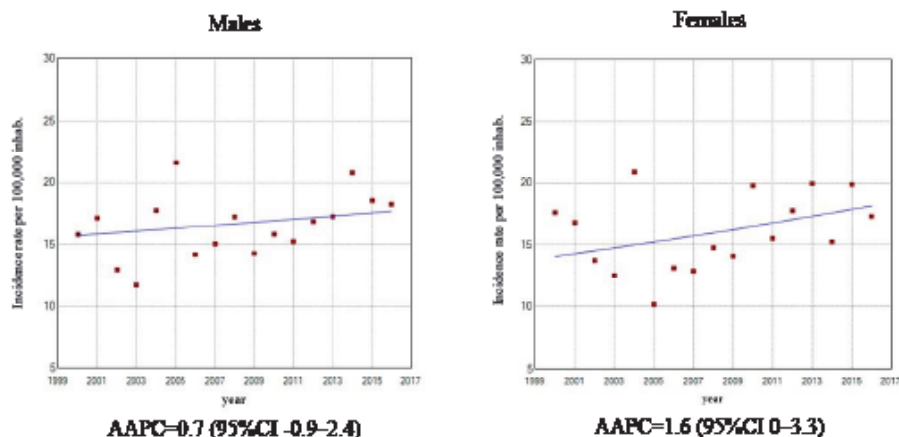 Males
Females
Incidence rate per 100,000 inhab.
30
25
20
15
10
5
1999 2001 2003 2005 2007 2009 2011 2013 2015 2017
year
AAPC=0.7 (95%CI -0.9–2.4)
Incidence rate per 100,000 inhab.
30
25
20
15
10
5
1999 2001 2003 2005 2007 2009 2011 2013 2015 2017
year
AAPC=1.6 (95%CI 0–3.3)